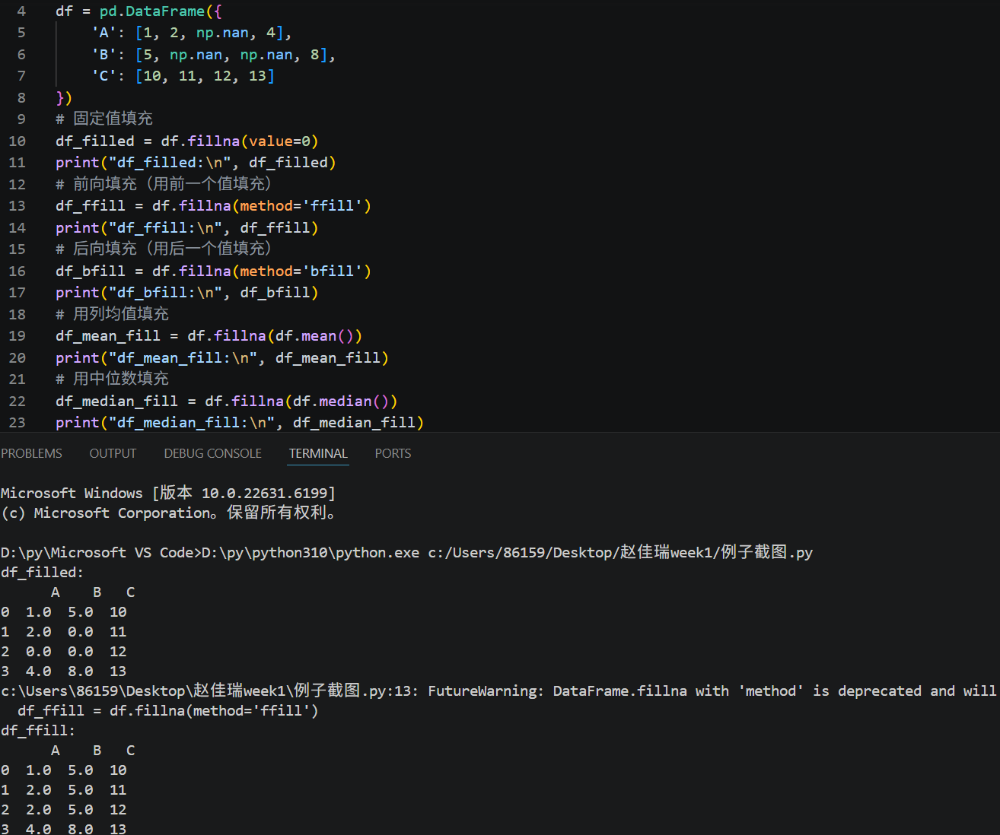 4 df = pd.DataFrame({
5 'A': [1, 2, np.nan, 4],
6 'B': [5, np.nan, np.nan, 8],
7 'C': [10, 11, 12, 13]
8 })
9 # 固定值填充
10 df_filled = df.fillna(value=0)
11 print("df_filled:\n", df_filled)
12 # 前向填充（用前一个值填充）
13 df_ffill = df.fillna(method='ffill')
14 print("df_ffill:\n", df_ffill)
15 # 后向填充（用后一个值填充）
16 df_bfill = df.fillna(method='bfill')
17 print("df_bfill:\n", df_bfill)
18 # 用列均值填充
19 df_mean_fill = df.fillna(df.mean())
20 print("df_mean_fill:\n", df_mean_fill)
21 # 用中位数填充
22 df_median_fill = df.fillna(df.median())
23 print("df_median_fill:\n", df_median_fill)
PROBLEMS OUTPUT DEBUG CONSOLE TERMINAL PORTS
Microsoft Windows [版本 10.0.22631.6199]
(c) Microsoft Corporation。保留所有权利。
D:\py\Microsoft VS Code>D:\py\python310\python.exe c:/Users/86159/Desktop/赵佳瑞week1/例子截图.py
df_filled:
A B C
0 1.0 5.0 10
1 2.0 0.0 11
2 0.0 0.0 12
3 4.0 8.0 13
c:\Users\86159\Desktop\赵佳瑞week1\例子截图.py:13: FutureWarning: DataFrame.fillna with 'method' is deprecated and will
df_ffill = df.fillna(method='ffill')
df_ffill:
A B C
0 1.0 5.0 10
1 2.0 5.0 11
2 2.0 5.0 12
3 4.0 8.0 13